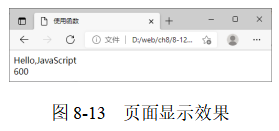 使用函数
文件 | D:/web/ch8/8-12...
Hello,JavaScript
600
图 8-13 页面显示效果